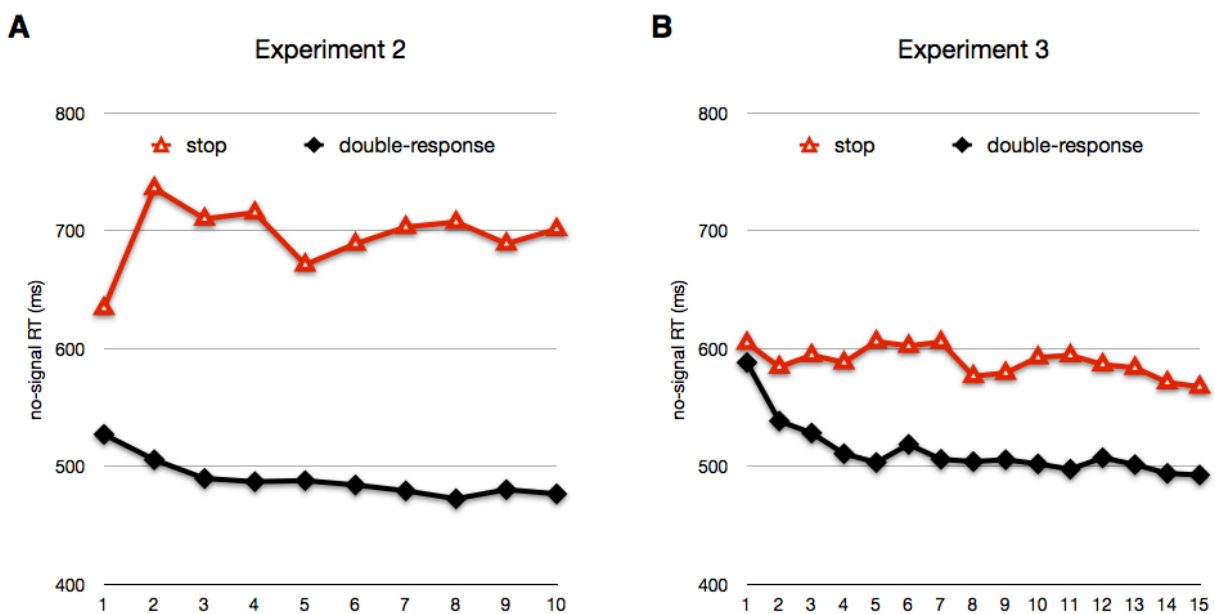 A
Experiment 2
800
stop
double-response
700
600
500
400
no-signal RT (ms)
1 2 3 4 5 6 7 8 9 10
B
Experiment 3
800
stop
double-response
700
600
500
400
no-signal RT (ms)
1 2 3 4 5 6 7 8 9 10 11 12 13 14 15